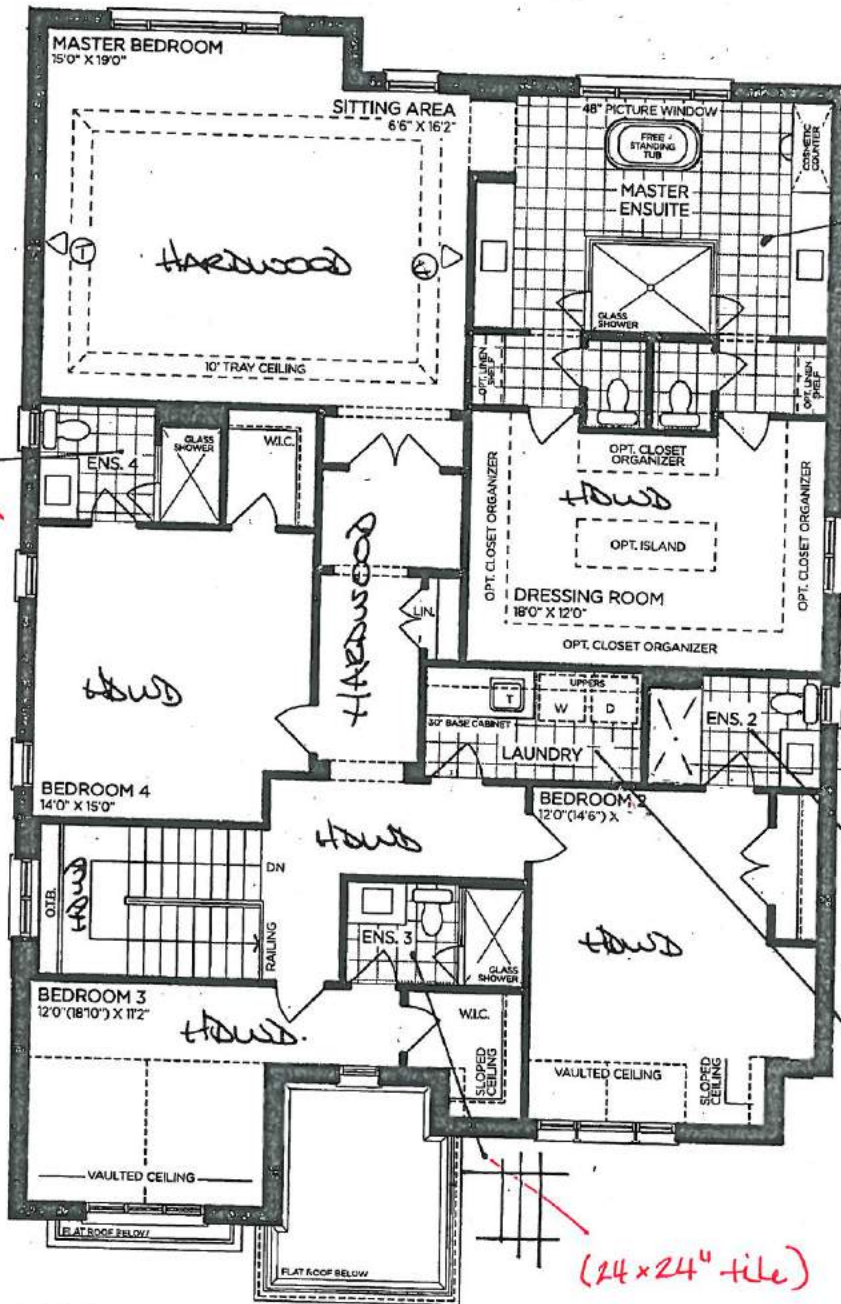 MASTER BEDROOM
15'0" X 19'0"
SITTING AREA
6'6" X 16'2"
48" PICTURE WINDOW
FREE -
STANDING
TUB
COSMETIC
COUNTER
MASTER
ENSUITE
T
HARDWOOD
A
GLASS
SHOWER
10' TRAY CEILING
OPT. LINEN
SHELF
OPT. LINEN
SHELF
ENS. 4
GLASS
SHOWER
W.I.C.
OPT. CLOSET
ORGANIZER
OPT. CLOSET ORGANIZER
HDWD
OPT. CLOSET ORGANIZER
OPT. ISLAND
HARDWOOD
DRESSING ROOM
18'0" X 12'0"
LIN.
OPT. CLOSET ORGANIZER
HDWD
UPPERS
T
W
D
30" BASE CABINET
LAUNDRY
ENS. 2
BEDROOM 4
14'0" X 15'0"
BEDROOM 2
12'0"(14'6") X
HDWD
DN
O.T.B.
HDWD
RAILING
ENS. 3
GLASS
SHOWER
HDWD
BEDROOM 3
12'0"(18'10") X 11'2"
HDWD.
W.I.C.
SLOPED
CEILING
VAULTED CEILING
SLOPED
CEILING
VAULTED CEILING
FLAT ROOF BELOW
FLAT ROOF BELOW
(24 x 24" tile)